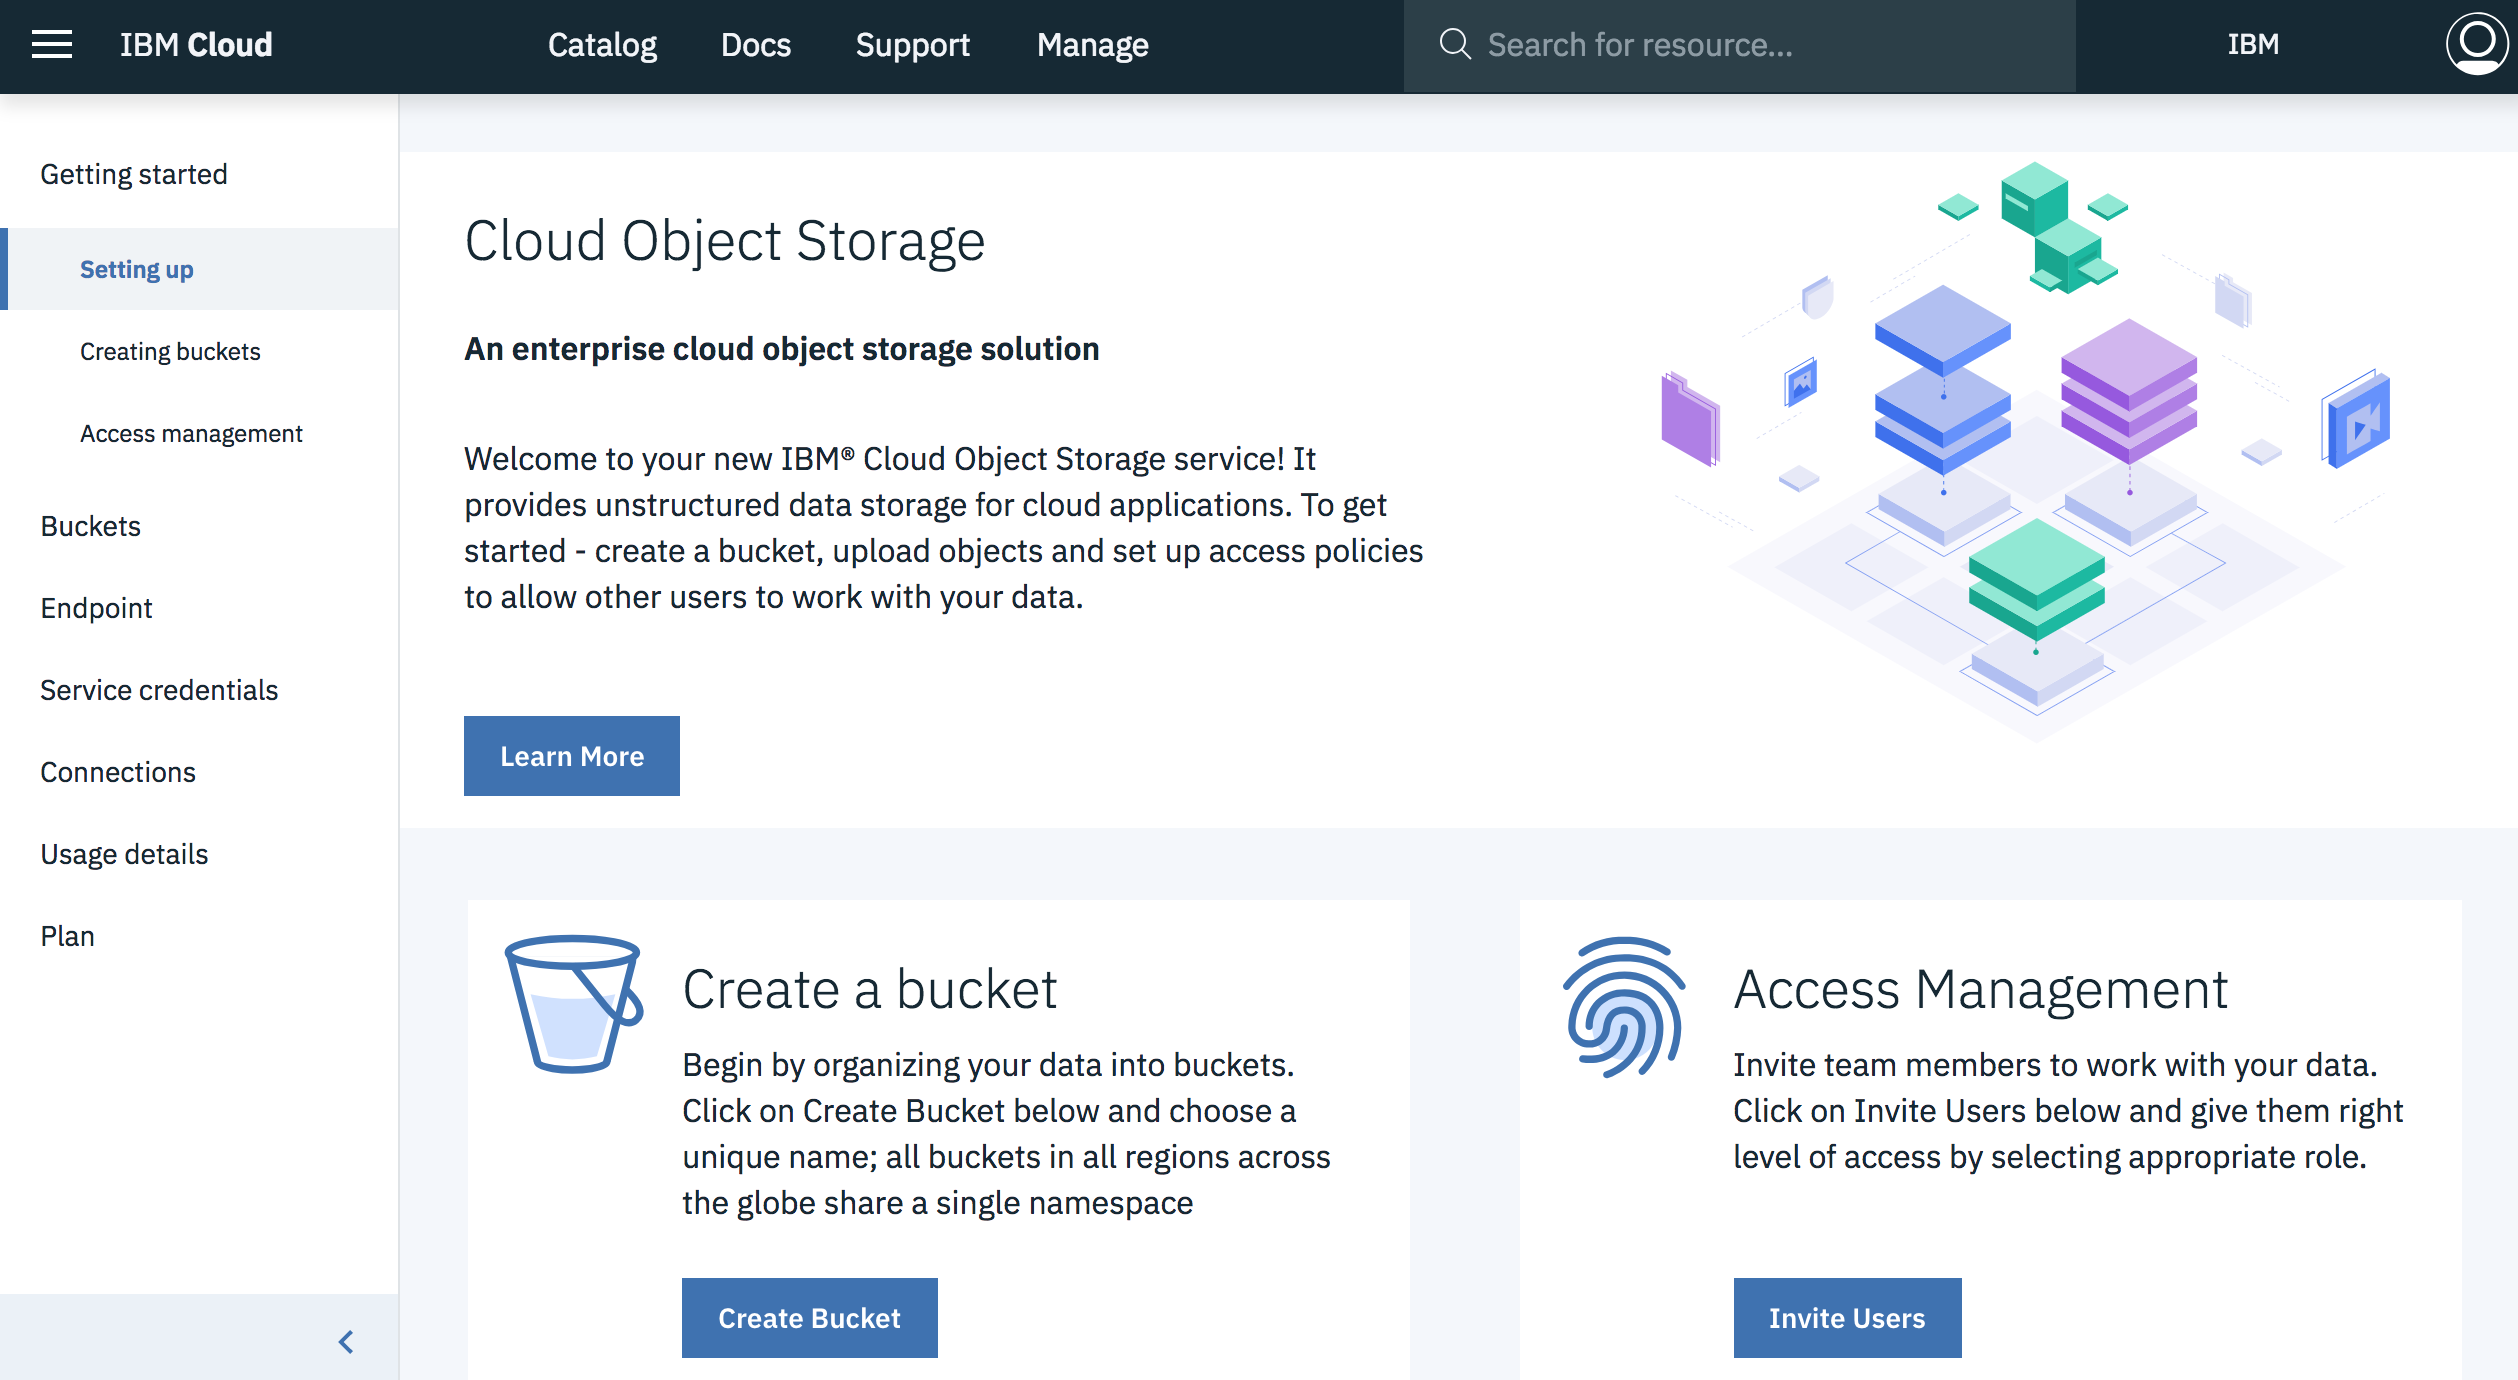 IBM Cloud
Catalog
Docs
Support
Manage
Search for resource...
IBM
Getting started
Setting up
Creating buckets
Access management
Buckets
Endpoint
Service credentials
Connections
Usage details
Plan
Cloud Object Storage
An enterprise cloud object storage solution
Welcome to your new IBM® Cloud Object Storage service! It
provides unstructured data storage for cloud applications. To get
started - create a bucket, upload objects and set up access policies
to allow other users to work with your data.
Learn More
Create a bucket
Begin by organizing your data into buckets.
Click on Create Bucket below and choose a
unique name; all buckets in all regions across
the globe share a single namespace
Create Bucket
Access Management
Invite team members to work with your data.
Click on Invite Users below and give them right
level of access by selecting appropriate role.
Invite Users